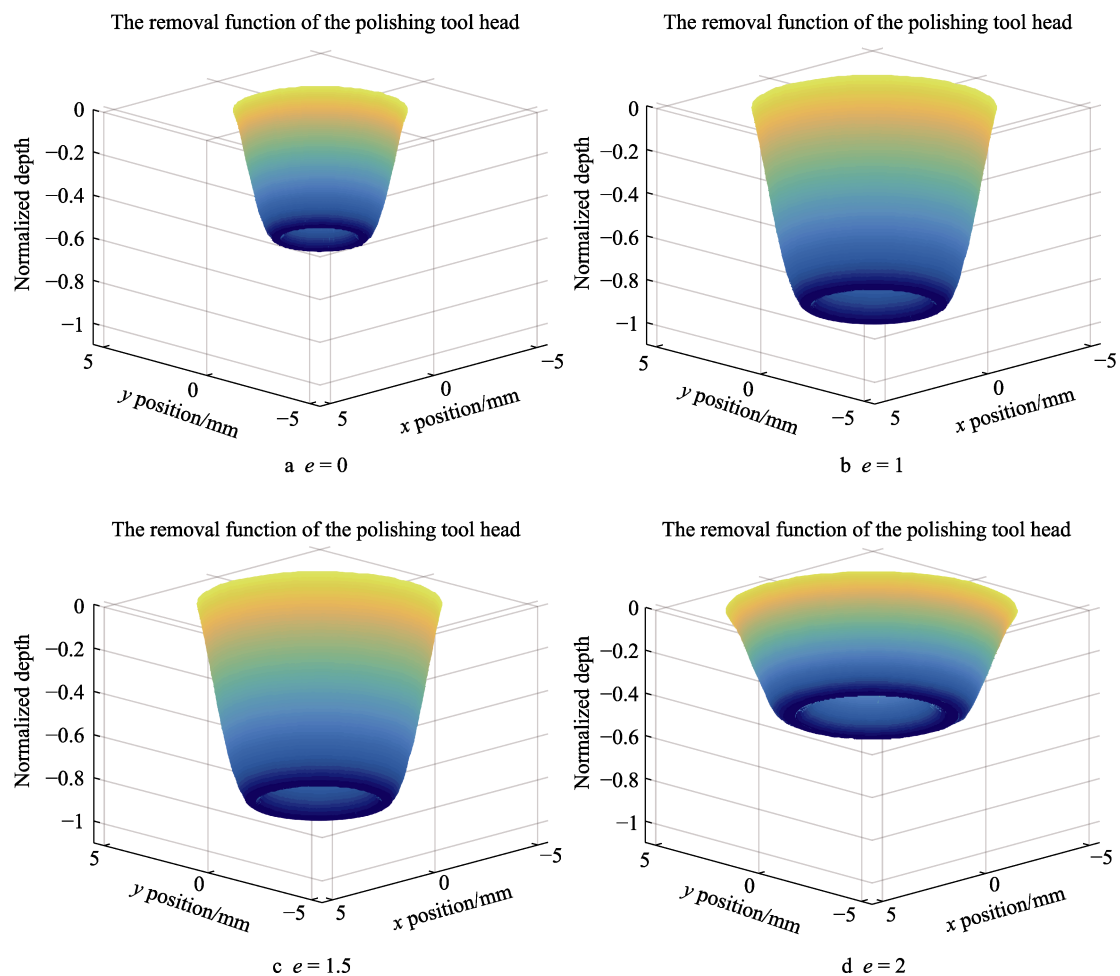 The removal function of the polishing tool head
0
−0.2
−0.4
−0.6
−0.8
−1
Normalized depth
5
0
−5
y position/mm
5
0
−5
x position/mm
a e = 0
The removal function of the polishing tool head
0
−0.2
−0.4
−0.6
−0.8
−1
Normalized depth
5
0
−5
y position/mm
5
0
−5
x position/mm
b e = 1
The removal function of the polishing tool head
0
−0.2
−0.4
−0.6
−0.8
−1
Normalized depth
5
0
−5
y position/mm
5
0
−5
x position/mm
c e = 1.5
The removal function of the polishing tool head
0
−0.2
−0.4
−0.6
−0.8
−1
Normalized depth
5
0
−5
y position/mm
5
0
−5
x position/mm
d e = 2